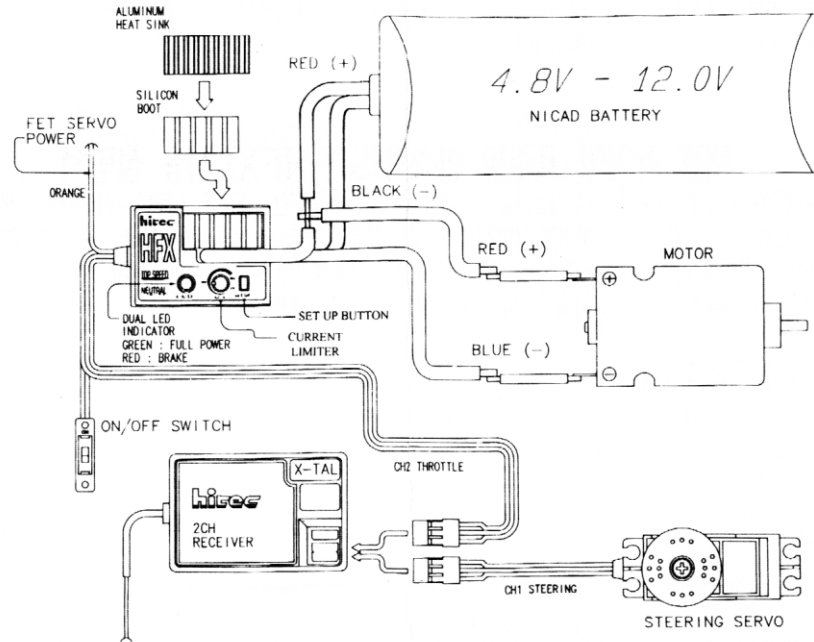 ALUMINUM
HEAT SINK
SILICON
BOOT
RED (+)
4.8V - 12.0V
NICAD BATTERY
FET SERVO
POWER
ORANGE
BLACK (-)
hitec
HFX
TOP SPEED
NEUTRAL
RED (+)
MOTOR
+
-
DUAL LED
INDICATOR
GREEN : FULL POWER
RED : BRAKE
SET UP BUTTON
CURRENT
LIMITER
BLUE (-)
ON/OFF SWITCH
CH2 THROTTLE
X-TAL
hitec
2CH
RECEIVER
CH1 STEERING
STEERING SERVO